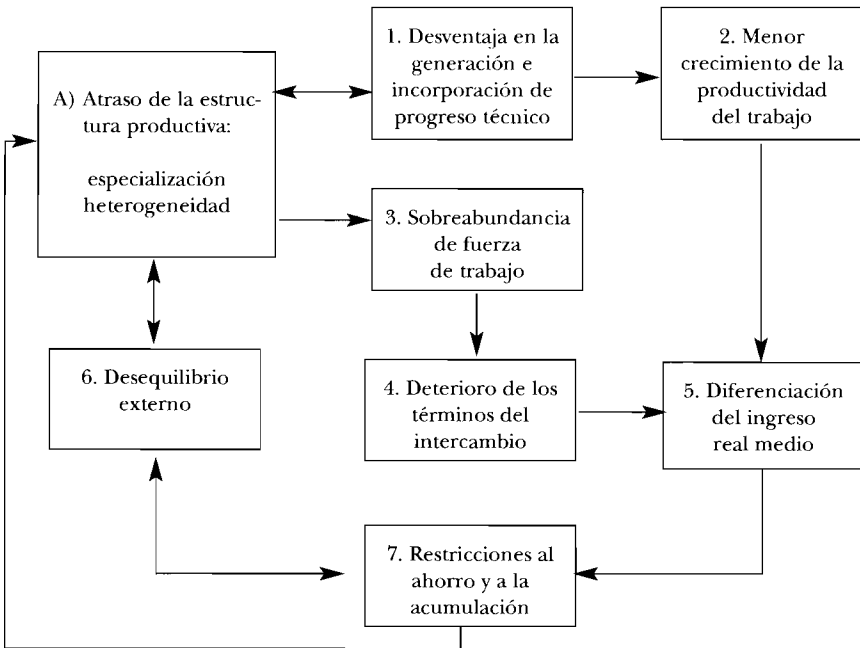 1. Desventaja en la
generación e
incorporación de
progreso técnico
2. Menor
crecimiento de la
productividad
del trabajo
A) Atraso de la estruc-
tura productiva:
especialización
heterogeneidad
3. Sobreabundancia
de fuerza
de trabajo
6. Desequilibrio
externo
4. Deterioro de los
términos del
intercambio
5. Diferenciación
del ingreso
real medio
7. Restricciones al
ahorro y a la
acumulación